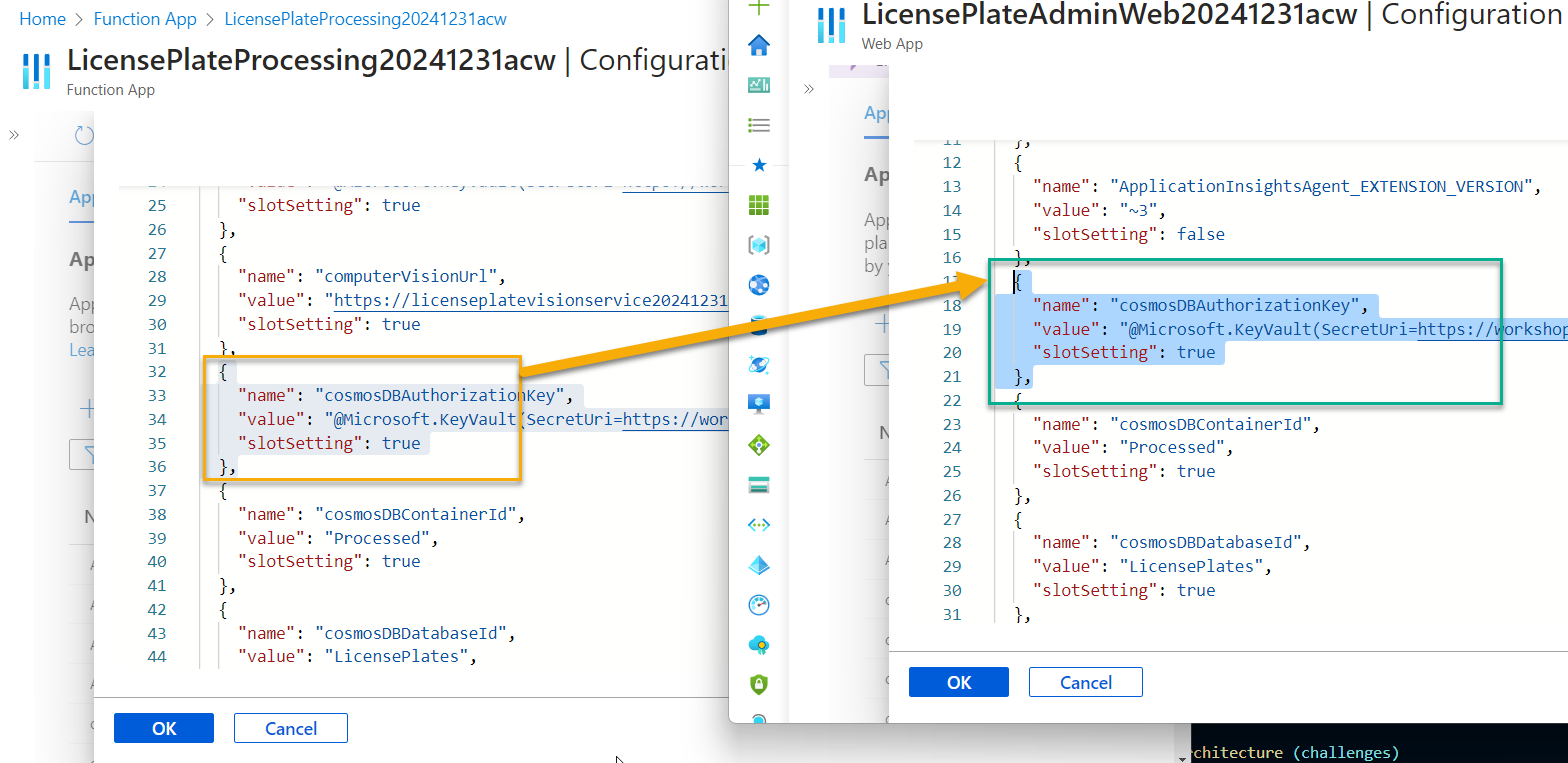 Home > Function App > LicensePlateProcessing20241231acw
LicensePlateProcessing20241231acw | Configurati
Function App
»
App
Ap
App
bro
Lea
N
25 "slotSetting": true
26 },
27 {
28 "name": "computerVisionUrl",
29 "value": "https://licenseplatevisionservice20241231
30 "slotSetting": true
31 },
32 {
33 "name": "cosmosDBAuthorizationKey",
34 "value": "@Microsoft.KeyVault(SecretUri=https://wor
35 "slotSetting": true
36 },
37 {
38 "name": "cosmosDBContainerId",
39 "value": "Processed",
40 "slotSetting": true
41 },
42 {
43 "name": "cosmosDBDatabaseId",
44 "value": "LicensePlates",
OK Cancel
LicensePlateAdminWeb20241231acw | Configuration
Web App
»
App
Ap
App
pla
by y
N
11 },
12 {
13 "name": "ApplicationInsightsAgent_EXTENSION_VERSION",
14 "value": "~3",
15 "slotSetting": false
16 },
17 {
18 "name": "cosmosDBAuthorizationKey",
19 "value": "@Microsoft.KeyVault(SecretUri=https://workshop
20 "slotSetting": true
21 },
22 {
23 "name": "cosmosDBContainerId",
24 "value": "Processed",
25 "slotSetting": true
26 },
27 {
28 "name": "cosmosDBDatabaseId",
29 "value": "LicensePlates",
30 "slotSetting": true
31 },
OK Cancel
rchitecture (challenges)